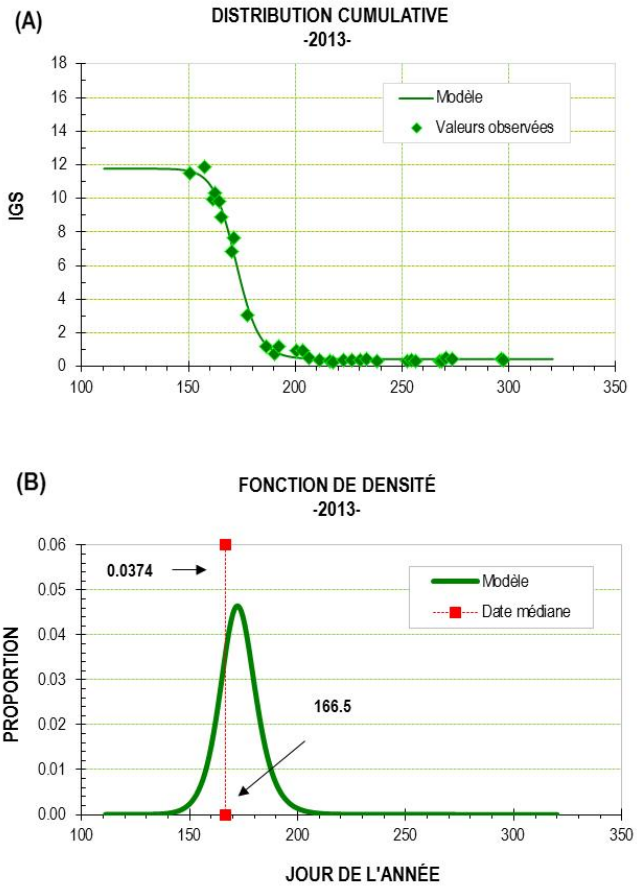 (A)
DISTRIBUTION CUMULATIVE
-2013-
18
16
14
12
10
8
6
4
2
0
IGS
Modèle
Valeurs observées
100 150 200 250 300 350
(B)
FONCTION DE DENSITÉ
-2013-
0.06
0.05
0.04
0.03
0.02
0.01
0.00
PROPORTION
0.0374
Modèle
Date médiane
166.5
100 150 200 250 300 350
JOUR DE L'ANNÉE